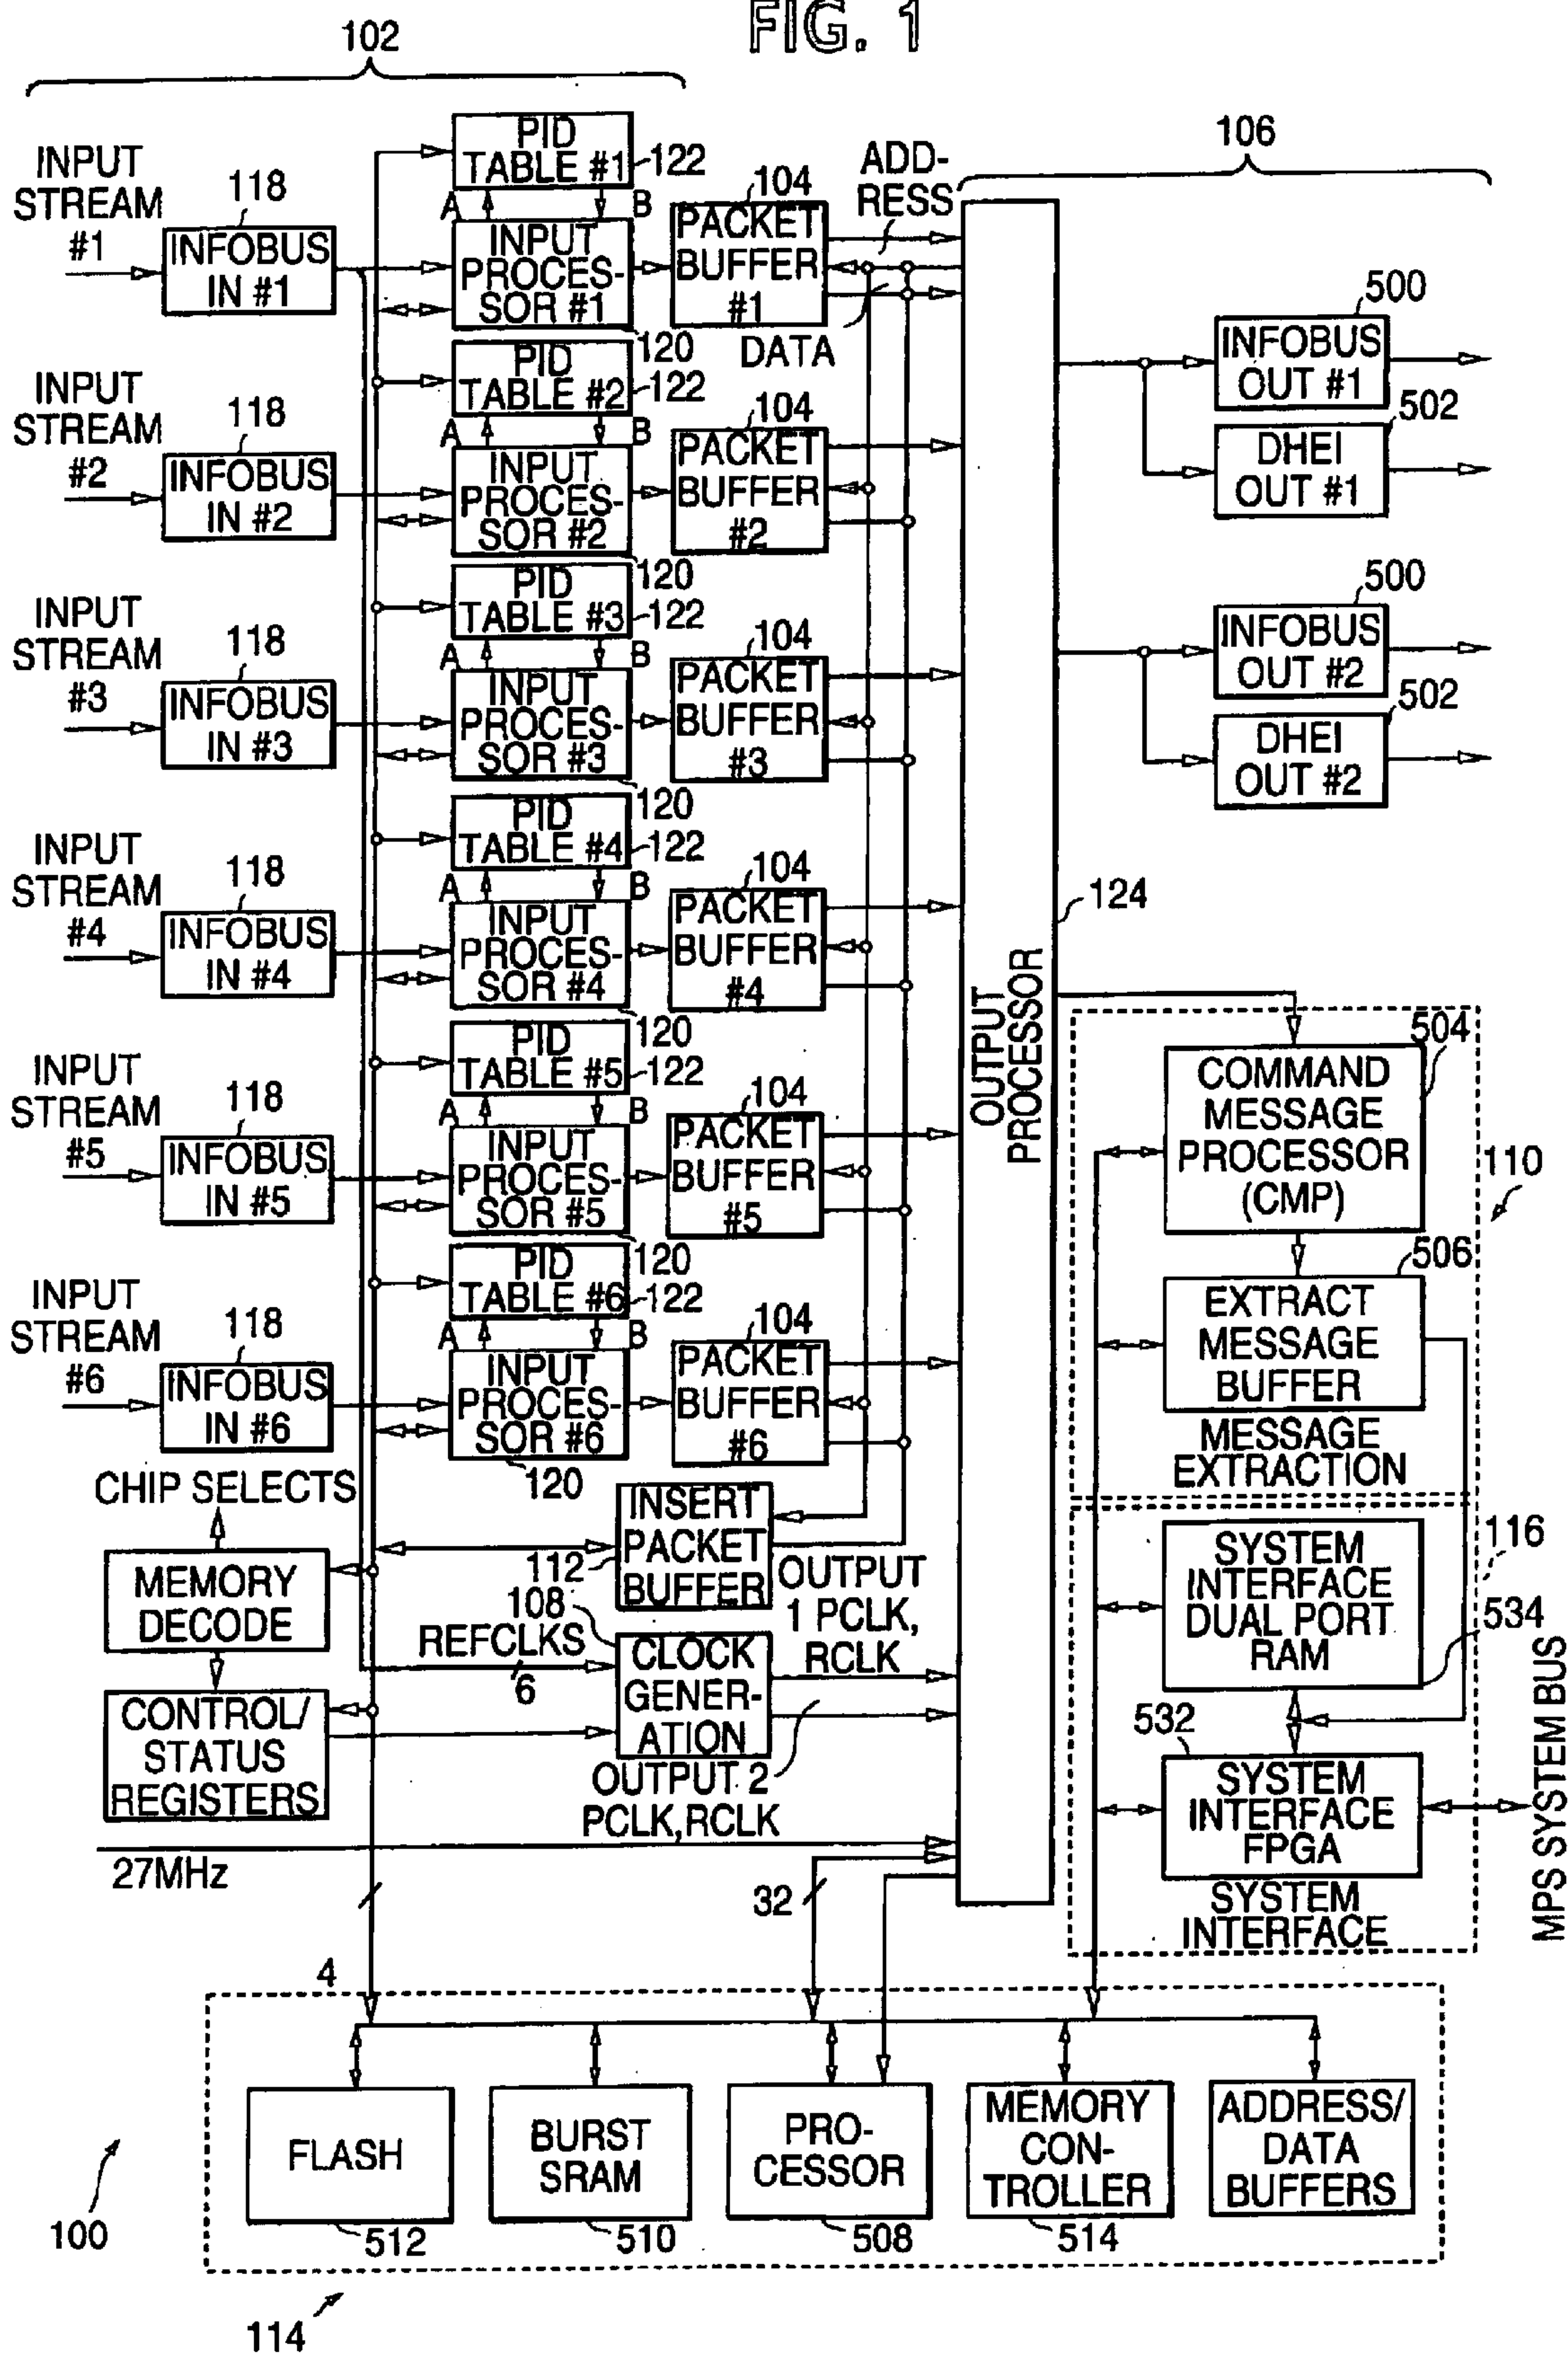 FIG. 1
102
106
INPUT
STREAM
#1
118
INFOBUS
IN #1
PID
TABLE #1
122
A
B
INPUT
PROCES-
SOR #1
120
104
PACKET
BUFFER
#1
ADD-
RESS
DATA
INPUT
STREAM
#2
118
INFOBUS
IN #2
PID
TABLE #2
122
A
B
INPUT
PROCES-
SOR #2
120
104
PACKET
BUFFER
#2
INPUT
STREAM
#3
118
INFOBUS
IN #3
PID
TABLE #3
122
A
B
INPUT
PROCES-
SOR #3
120
104
PACKET
BUFFER
#3
INPUT
STREAM
#4
118
INFOBUS
IN #4
PID
TABLE #4
122
A
B
INPUT
PROCES-
SOR #4
120
104
PACKET
BUFFER
#4
INPUT
STREAM
#5
118
INFOBUS
IN #5
PID
TABLE #5
122
A
B
INPUT
PROCES-
SOR #5
120
104
PACKET
BUFFER
#5
INPUT
STREAM
#6
118
INFOBUS
IN #6
PID
TABLE #6
122
A
B
INPUT
PROCES-
SOR #6
120
104
PACKET
BUFFER
#6
OUTPUT
PROCESSOR
124
500
INFOBUS
OUT #1
502
DHEI
OUT #1
500
INFOBUS
OUT #2
502
DHEI
OUT #2
504
COMMAND
MESSAGE
PROCESSOR
(CMP)
110
506
EXTRACT
MESSAGE
BUFFER
MESSAGE
EXTRACTION
116
SYSTEM
INTERFACE
DUAL PORT
RAM
534
532
SYSTEM
INTERFACE
FPGA
SYSTEM
INTERFACE
MPS SYSTEM BUS
CHIP SELECTS
MEMORY
DECODE
CONTROL/
STATUS
REGISTERS
INSERT
PACKET
BUFFER
112
108
REFCLKS
6
CLOCK
GENER-
ATION
OUTPUT
1 PCLK,
RCLK
OUTPUT 2
PCLK,RCLK
27MHz
32
4
FLASH
512
BURST
SRAM
510
PRO-
CESSOR
508
MEMORY
CON-
TROLLER
514
ADDRESS/
DATA
BUFFERS
100
114